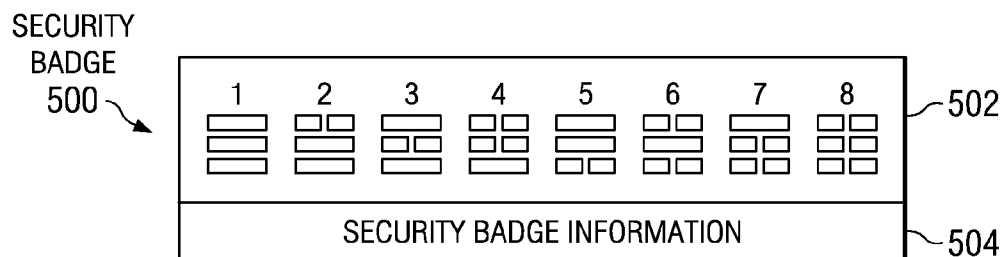 SECURITY
BADGE
500
1 2 3 4 5 6 7 8
502
SECURITY BADGE INFORMATION
504